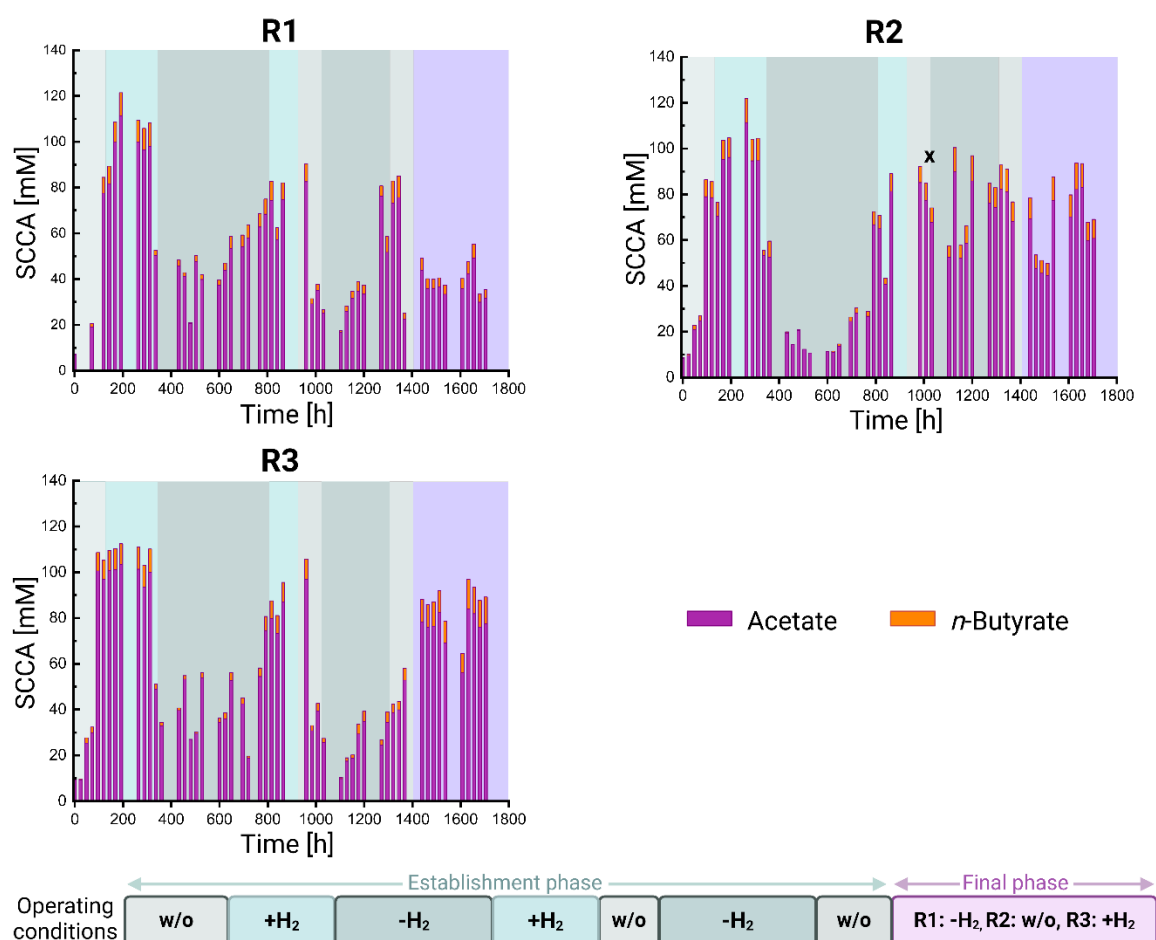 R1
SCCA [mM]
140
120
100
80
60
40
20
0
0 200 400 600 800 1000 1200 1400 1600 1800
Time [h]
R2
SCCA [mM]
140
120
100
80
60
40
20
0
x
0 200 400 600 800 1000 1200 1400 1600 1800
Time [h]
R3
SCCA [mM]
140
120
100
80
60
40
20
0
0 200 400 600 800 1000 1200 1400 1600 1800
Time [h]
Acetate n-Butyrate
Establishment phase Final phase
Operating conditions
w/o +H₂ -H₂ +H₂ w/o -H₂ w/o R1: -H₂, R2: w/o, R3: +H₂